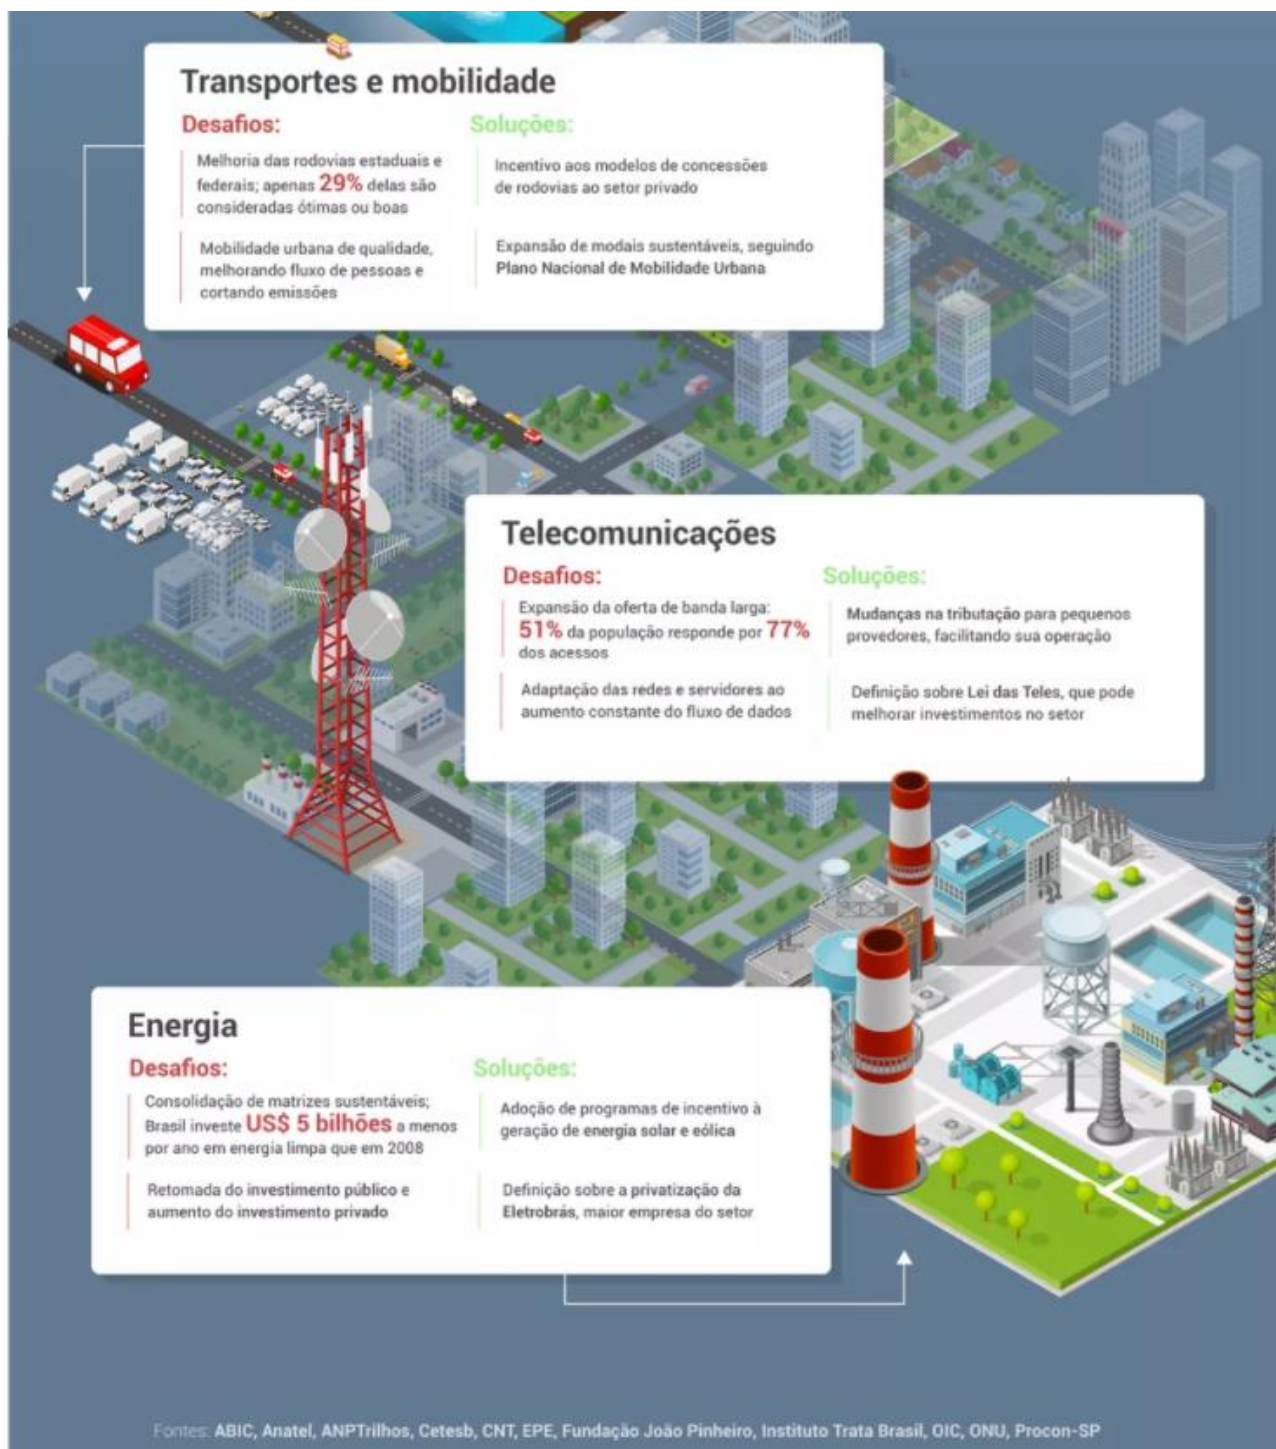 Transportes e mobilidade
Desafios:
Melhoria das rodovias estaduais e
federais; apenas 29% delas são
consideradas ótimas ou boas
Mobilidade urbana de qualidade,
melhorando fluxo de pessoas e
cortando emissões
Soluções:
Incentivo aos modelos de concessões
de rodovias ao setor privado
Expansão de modais sustentáveis, seguindo
Plano Nacional de Mobilidade Urbana
Telecomunicações
Desafios:
Expansão da oferta de banda larga:
51% da população responde por 77%
dos acessos
Adaptação das redes e servidores ao
aumento constante do fluxo de dados
Soluções:
Mudanças na tributação para pequenos
provedores, facilitando sua operação
Definição sobre Lei das Teles, que pode
melhorar investimentos no setor
Energia
Desafios:
Consolidação de matrizes sustentáveis;
Brasil investe US$ 5 bilhões a menos
por ano em energia limpa que em 2008
Retomada do investimento público e
aumento do investimento privado
Soluções:
Adoção de programas de incentivo à
geração de energia solar e eólica
Definição sobre a privatização da
Eletrobrás, maior empresa do setor
Fontes: ABIC, Anatel, ANPTrilhos, Cetesb, CNT, EPE, Fundação João Pinheiro, Instituto Trata Brasil, OIC, ONU, Procon-SP